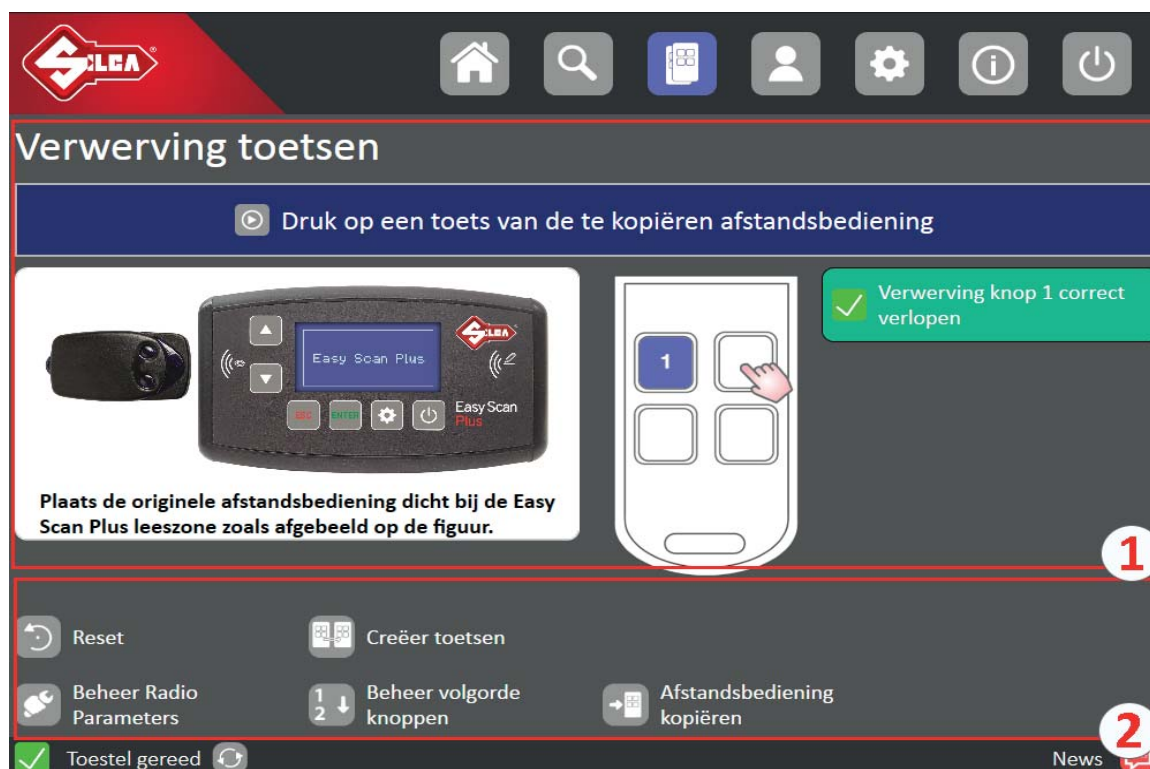 SILCA
Verwerving toetsen
Druk op een toets van de te kopiëren afstandsbediening
Easy Scan Plus
SILCA
ESC
ENTER
Easy Scan
Plus
Plaats de originele afstandsbediening dicht bij de Easy
Scan Plus leeszone zoals afgebeeld op de figuur.
1
Verwerving knop 1 correct
verlopen
1
Reset
Creëer toetsen
Beheer Radio
Parameters
1
2
Beheer volgorde
knoppen
Afstandsbediening
kopiëren
2
Toestel gereed
News